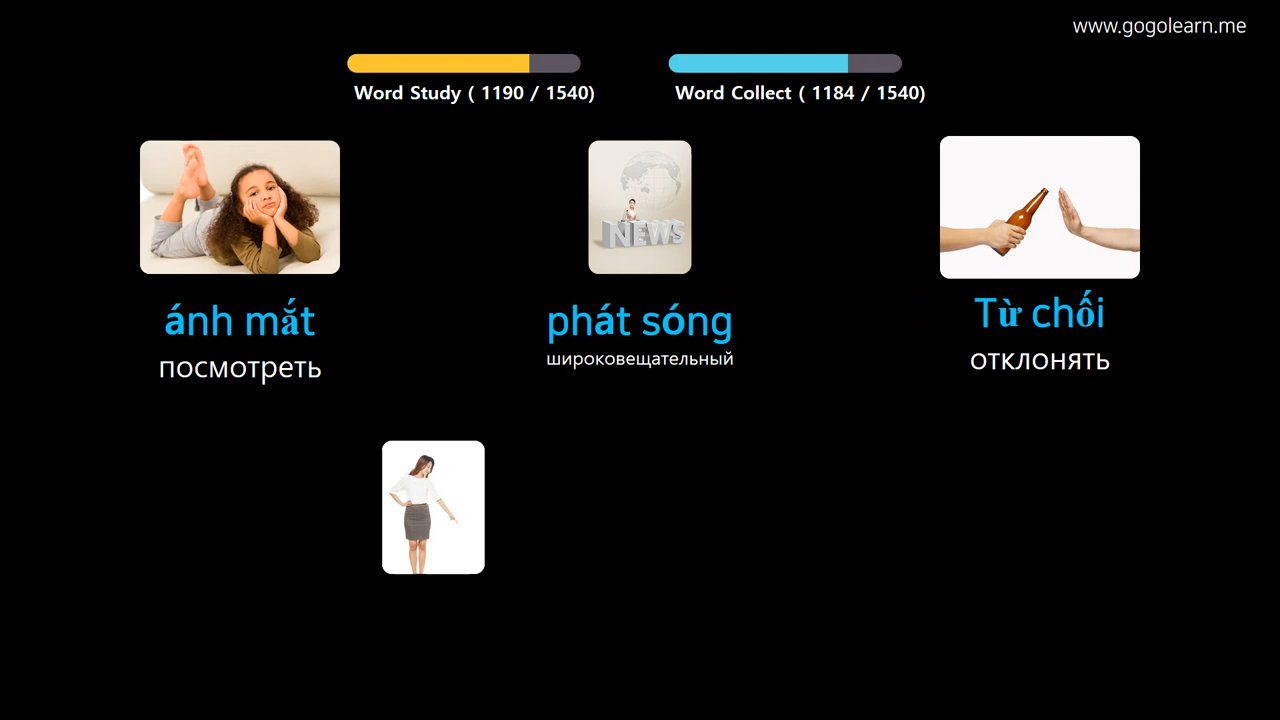 www.gogolearn.me
Word Study ( 1190 / 1540)
Word Collect ( 1184 / 1540)
NEWS
ánh mắt
посмотреть
phát sóng
широковещательный
Từ chối
отклонять